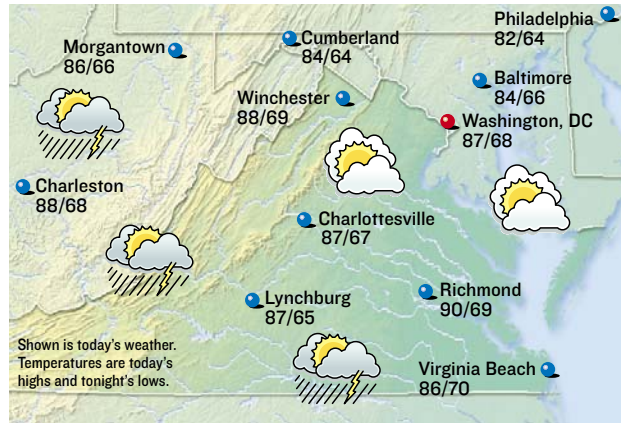 Philadelphia
82/64
Morgantown
86/66
Cumberland
84/64
Baltimore
84/66
Winchester
88/69
Washington, DC
87/68
Charleston
88/68
Charlottesville
87/67
Lynchburg
87/65
Richmond
90/69
Shown is today's weather.
Temperatures are today's
highs and tonight's lows.
Virginia Beach
86/70